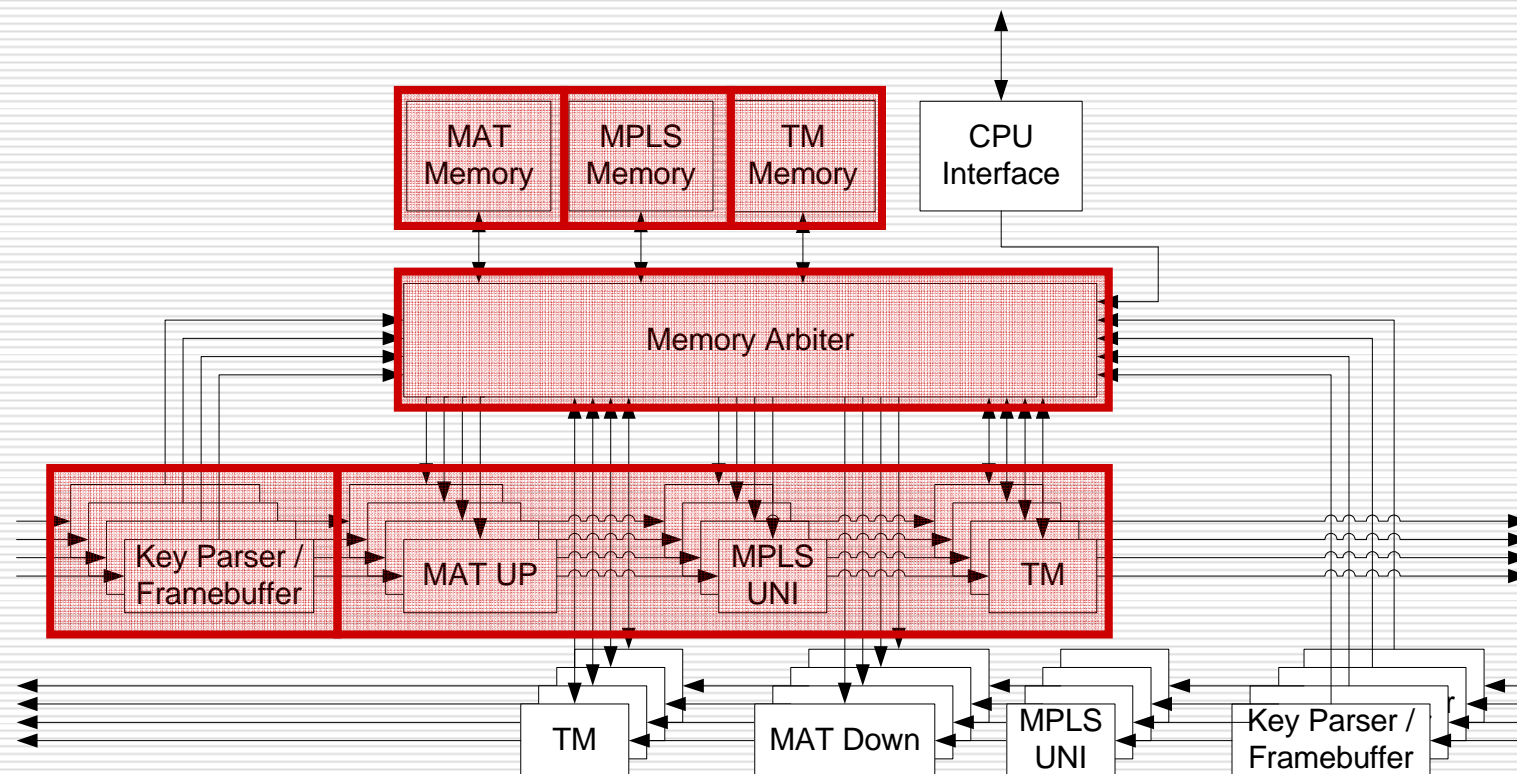 MAT
Memory
MPLS
Memory
TM
Memory
CPU
Interface
Memory Arbiter
Key Parser /
Framebuffer
MAT UP
MPLS
UNI
TM
TM
MAT Down
MPLS
UNI
Key Parser /
Framebuffer